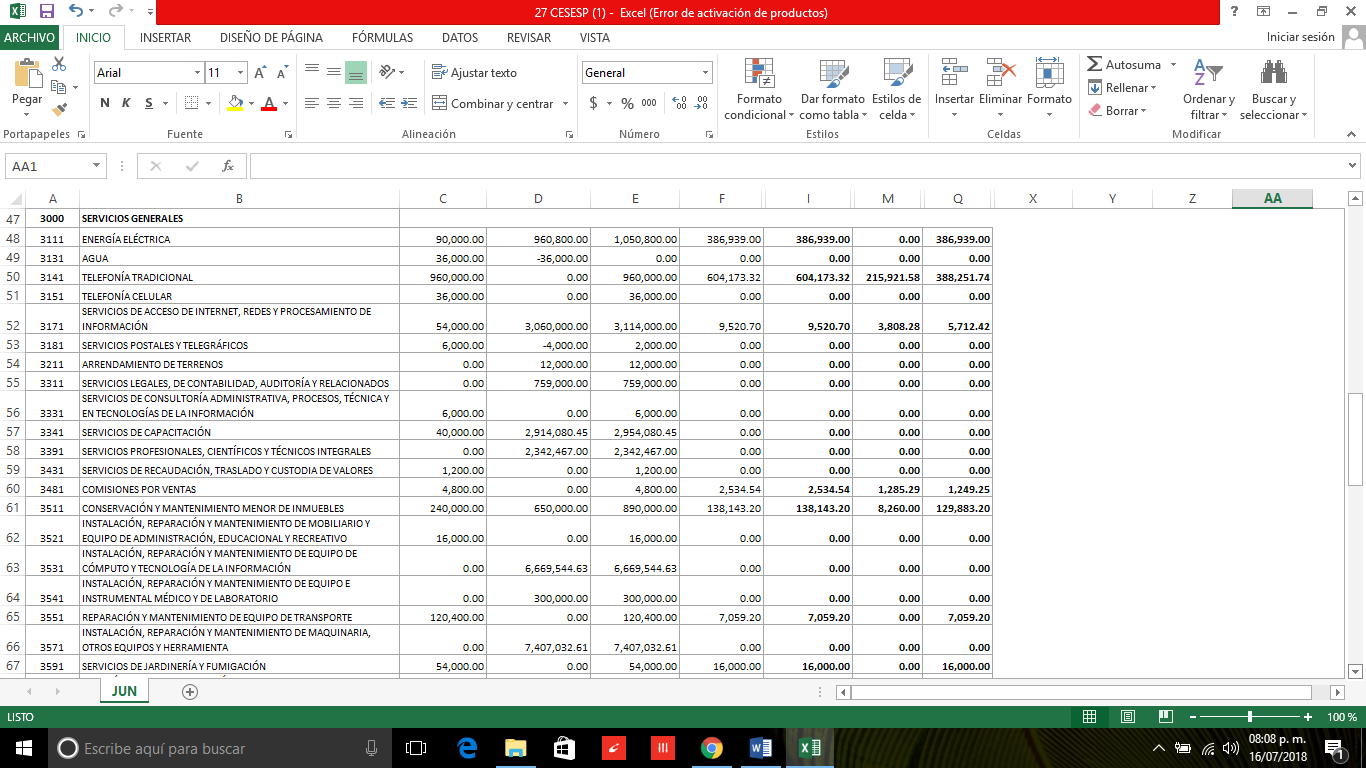 27 CESESP (1) - Excel (Error de activación de productos)
ARCHIVO INICIO INSERTAR DISEÑO DE PÁGINA FÓRMULAS DATOS REVISAR VISTA Iniciar sesión
Pegar Arial 11 Ajustar texto General Formato condicional Dar formato como tabla Estilos de celda Insertar Eliminar Formato Autosuma Rellenar Borrar Ordenar y filtrar Buscar y seleccionar
N K S Combinar y centrar $ % 000
Portapapeles Fuente Alineación Número Estilos Celdas Modificar
AA1 fx
A B C D E F I M Q X Y Z AA
47 3000 SERVICIOS GENERALES
48 3111 ENERGÍA ELÉCTRICA 90,000.00 960,800.00 1,050,800.00 386,939.00 386,939.00 0.00 386,939.00
49 3131 AGUA 36,000.00 -36,000.00 0.00 0.00 0.00 0.00 0.00
50 3141 TELEFONÍA TRADICIONAL 960,000.00 0.00 960,000.00 604,173.32 604,173.32 215,921.58 388,251.74
51 3151 TELEFONÍA CELULAR 36,000.00 0.00 36,000.00 0.00 0.00 0.00 0.00
SERVICIOS DE ACCESO DE INTERNET, REDES Y PROCESAMIENTO DE
52 3171 INFORMACIÓN 54,000.00 3,060,000.00 3,114,000.00 9,520.70 9,520.70 3,808.28 5,712.42
53 3181 SERVICIOS POSTALES Y TELEGRÁFICOS 6,000.00 -4,000.00 2,000.00 0.00 0.00 0.00 0.00
54 3211 ARRENDAMIENTO DE TERRENOS 0.00 12,000.00 12,000.00 0.00 0.00 0.00 0.00
55 3311 SERVICIOS LEGALES, DE CONTABILIDAD, AUDITORÍA Y RELACIONADOS 0.00 759,000.00 759,000.00 0.00 0.00 0.00 0.00
SERVICIOS DE CONSULTORÍA ADMINISTRATIVA, PROCESOS, TÉCNICA Y
56 3331 EN TECNOLOGÍAS DE LA INFORMACIÓN 6,000.00 0.00 6,000.00 0.00 0.00 0.00 0.00
57 3341 SERVICIOS DE CAPACITACIÓN 40,000.00 2,914,080.45 2,954,080.45 0.00 0.00 0.00 0.00
58 3391 SERVICIOS PROFESIONALES, CIENTÍFICOS Y TÉCNICOS INTEGRALES 0.00 2,342,467.00 2,342,467.00 0.00 0.00 0.00 0.00
59 3431 SERVICIOS DE RECAUDACIÓN, TRASLADO Y CUSTODIA DE VALORES 1,200.00 0.00 1,200.00 0.00 0.00 0.00 0.00
60 3481 COMISIONES POR VENTAS 4,800.00 0.00 4,800.00 2,534.54 2,534.54 1,285.29 1,249.25
61 3511 CONSERVACIÓN Y MANTENIMIENTO MENOR DE INMUEBLES 240,000.00 650,000.00 890,000.00 138,143.20 138,143.20 8,260.00 129,883.20
INSTALACIÓN, REPARACIÓN Y MANTENIMIENTO DE MOBILIARIO Y
62 3521 EQUIPO DE ADMINISTRACIÓN, EDUCACIONAL Y RECREATIVO 16,000.00 0.00 16,000.00 0.00 0.00 0.00 0.00
INSTALACIÓN, REPARACIÓN Y MANTENIMIENTO DE EQUIPO DE
63 3531 CÓMPUTO Y TECNOLOGÍA DE LA INFORMACIÓN 0.00 6,669,544.63 6,669,544.63 0.00 0.00 0.00 0.00
INSTALACIÓN, REPARACIÓN Y MANTENIMIENTO DE EQUIPO E
64 3541 INSTRUMENTAL MÉDICO Y DE LABORATORIO 0.00 300,000.00 300,000.00 0.00 0.00 0.00 0.00
65 3551 REPARACIÓN Y MANTENIMIENTO DE EQUIPO DE TRANSPORTE 120,400.00 0.00 120,400.00 7,059.20 7,059.20 0.00 7,059.20
INSTALACIÓN, REPARACIÓN Y MANTENIMIENTO DE MAQUINARIA,
66 3571 OTROS EQUIPOS Y HERRAMIENTA 0.00 7,407,032.61 7,407,032.61 0.00 0.00 0.00 0.00
67 3591 SERVICIOS DE JARDINERÍA Y FUMIGACIÓN 54,000.00 0.00 54,000.00 16,000.00 16,000.00 0.00 16,000.00
JUN
LISTO 100 %
Escribe aquí para buscar 08:08 p. m.
16/07/2018